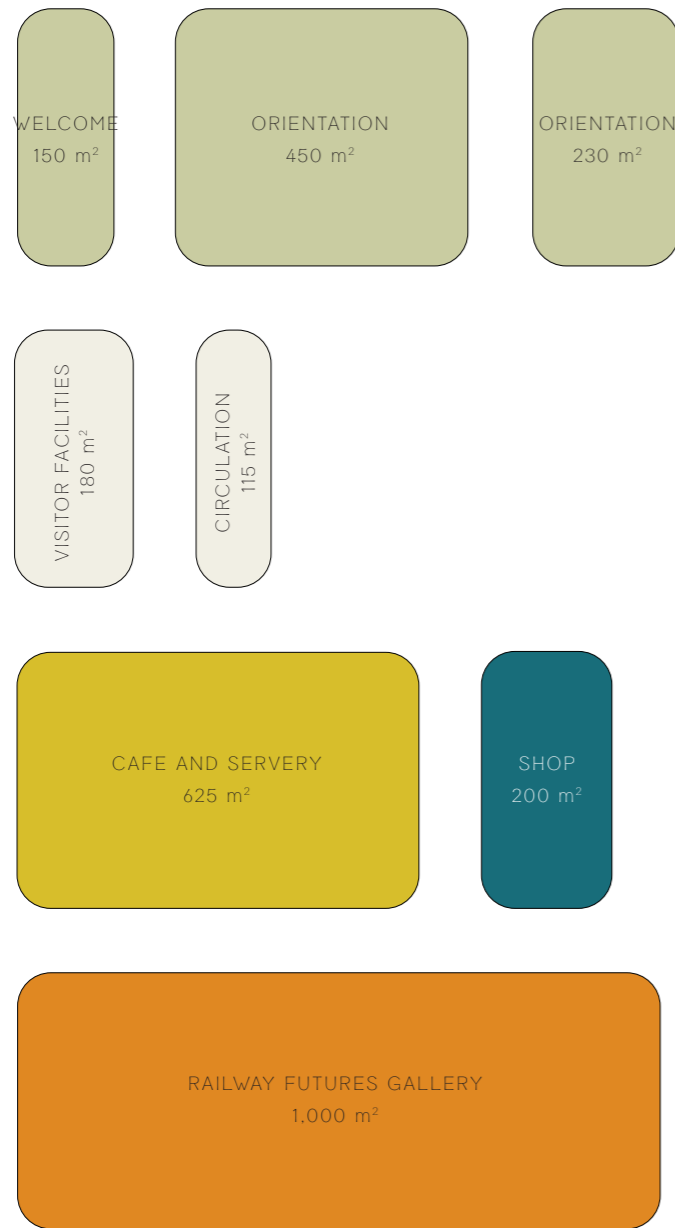 WELCOME
150 m²
ORIENTATION
450 m²
ORIENTATION
230 m²
VISITOR FACILITIES
180 m²
CIRCULATION
115 m²
CAFE AND SERVERY
625 m²
SHOP
200 m²
RAILWAY FUTURES GALLERY
1.000 m²